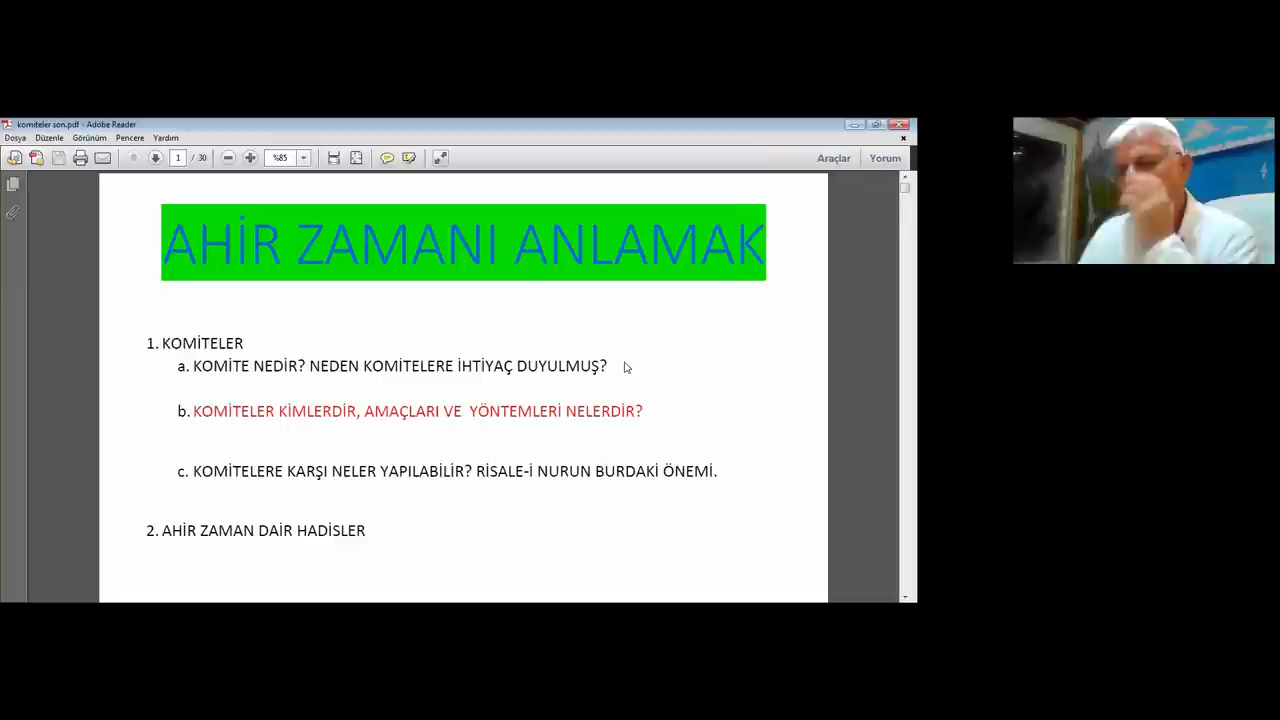 komiteler son.pdf - Adobe Reader
Dosya Düzenle Görünüm Pencere Yardım
1 / 30 %85 Araçlar Yorum
AHİR ZAMANI ANLAMAK
1. KOMİTELER
a. KOMİTE NEDİR? NEDEN KOMİTELERE İHTİYAÇ DUYULMUŞ?
b. KOMİTELER KİMLERDİR, AMAÇLARI VE YÖNTEMLERİ NELERDİR?
c. KOMİTELERE KARŞI NELER YAPILABİLİR? RİSALE-İ NURUN BURDAKİ ÖNEMİ.
2. AHİR ZAMAN DAİR HADİSLER